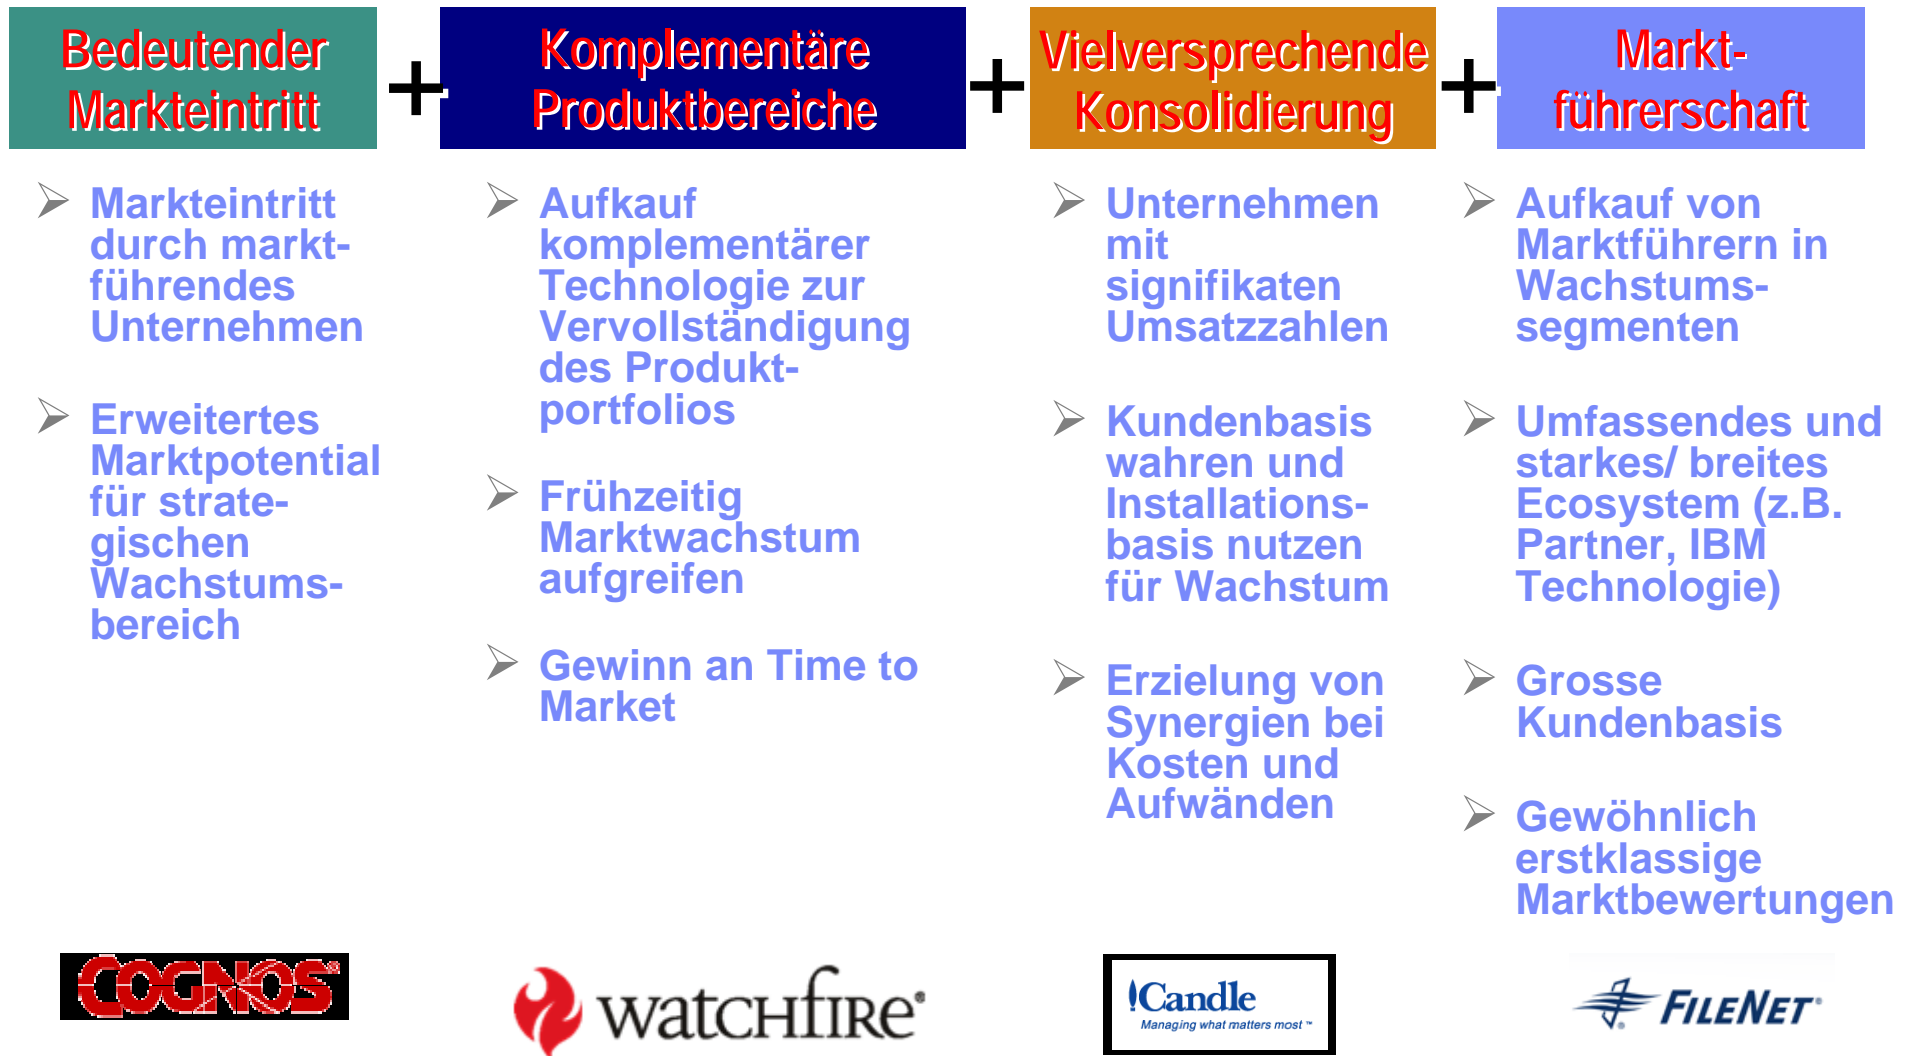 Bedeutender
Markteintritt
+
Komplementäre
Produktbereiche
+
Vielversprechende
Konsolidierung
+
Markt-
führerschaft
Markteintritt
durch markt-
führendes
Unternehmen
Erweitertes
Marktpotential
für strate-
gischen
Wachstums-
bereich
Aufkauf
komplementärer
Technologie zur
Vervollständigung
des Produkt-
portfolios
Frühzeitig
Marktwachstum
aufgreifen
Gewinn an Time to
Market
Unternehmen
mit
signifikaten
Umsatzzahlen
Kundenbasis
wahren und
Installations-
basis nutzen
für Wachstum
Erzielung von
Synergien bei
Kosten und
Aufwänden
Aufkauf von
Marktführern in
Wachstums-
segmenten
Umfassendes und
starkes/ breites
Ecosystem (z.B.
Partner, IBM
Technologie)
Grosse
Kundenbasis
Gewöhnlich
erstklassige
Marktbewertungen
COGNOS®
watchfire®
Candle
Managing what matters most ™
FILENET®